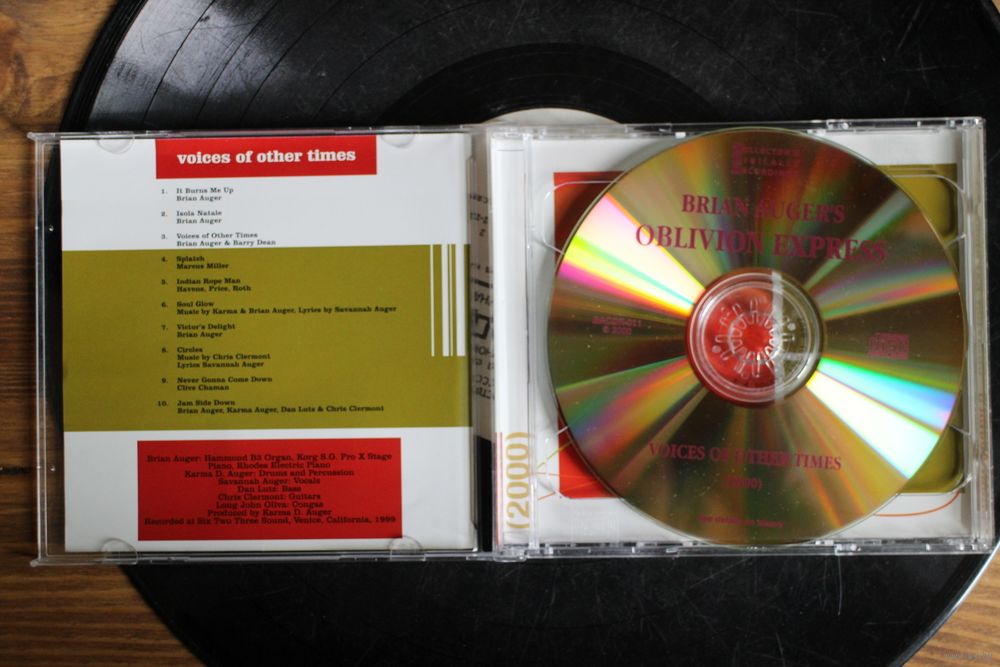 voices of other times
1. It Burns Me Up
Brian Auger
2. Isola Natale
Brian Auger
3. Voices of Other Times
Brian Auger & Barry Dean
4. Splatch
Marcus Miller
5. Indian Rope Man
Havens, Price, Roth
6. Soul Glow
Music by Karma & Brian Auger, Lyrics by Savannah Auger
7. Victor's Delight
Brian Auger
8. Circles
Music by Chris Clermont
Lyrics Savannah Auger
9. Never Gonna Come Down
Clive Chaman
10. Jam Side Down
Brian Auger, Karma Auger, Dan Lutz & Chris Clermont
Brian Auger: Hammond B3 Organ, Korg S.G. Pro X Stage
Piano, Rhodes Electric Piano
Karma D. Auger: Drums and Percussion
Savannah Auger: Vocals
Dan Lutz: Bass
Chris Clermont: Guitars
Long John Oliva: Congas
Produced by Karma D. Auger
Recorded at Six Two Three Sound, Venice, California, 1999
(2000)
BRIAN AUGER'S
OBLIVION EXPRESS
© 2000
VOICES OF OTHER TIMES